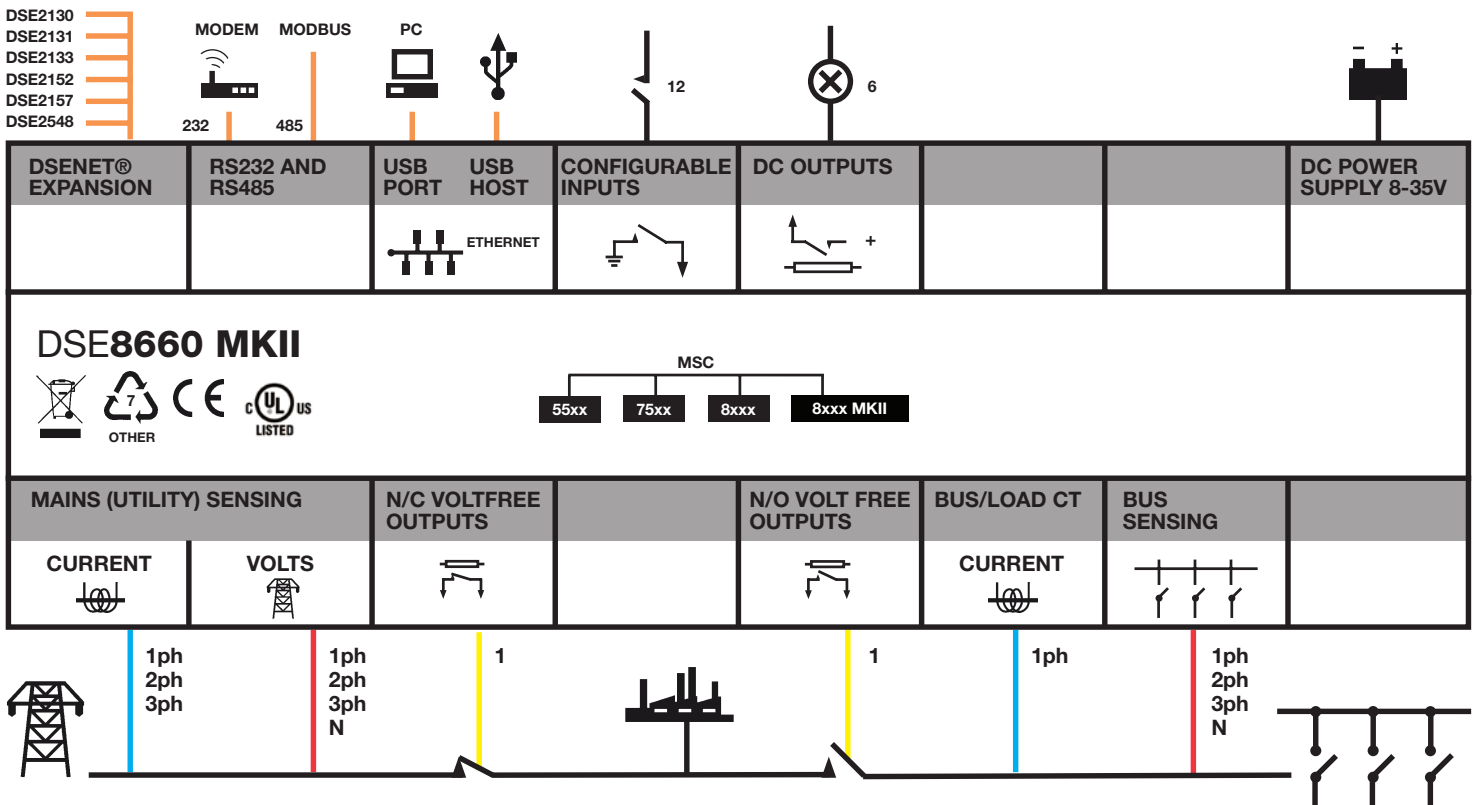 DSE2130
DSE2131
DSE2133
DSE2152
DSE2157
DSE2548
MODEM
MODBUS
PC
232
485
12
6
– +
DSENET®
EXPANSION
RS232 AND
RS485
USB
PORT
USB
HOST
CONFIGURABLE
INPUTS
DC OUTPUTS
DC POWER
SUPPLY 8-35V
ETHERNET
+
DSE8660 MKII
7
OTHER
CE
C UL US
LISTED
MSC
55xx
75xx
8xxx
8xxx MKII
MAINS (UTILITY) SENSING
N/C VOLTFREE
OUTPUTS
N/O VOLT FREE
OUTPUTS
BUS/LOAD CT
BUS
SENSING
CURRENT
VOLTS
CURRENT
1ph
2ph
3ph
1ph
2ph
3ph
N
1
1
1ph
1ph
2ph
3ph
N